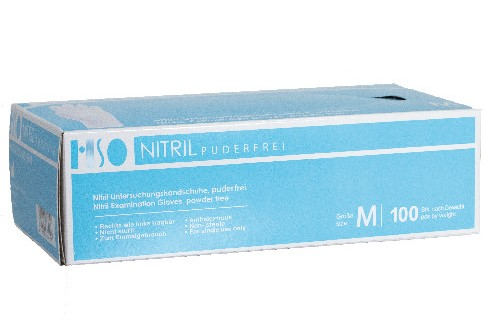 HSO NITRIL PUDERFREI
Nitril Untersuchungshandschuhe, puderfrei
Nitril Examination Gloves, powder free
• Rechts wie links tragbar
• Nicht steril
• Zum Einmalgebrauch
• Ambidextrous
• Non-sterile
• For single use only
Größe
size
M
100
Stk. nach Gewicht
pcs by weight